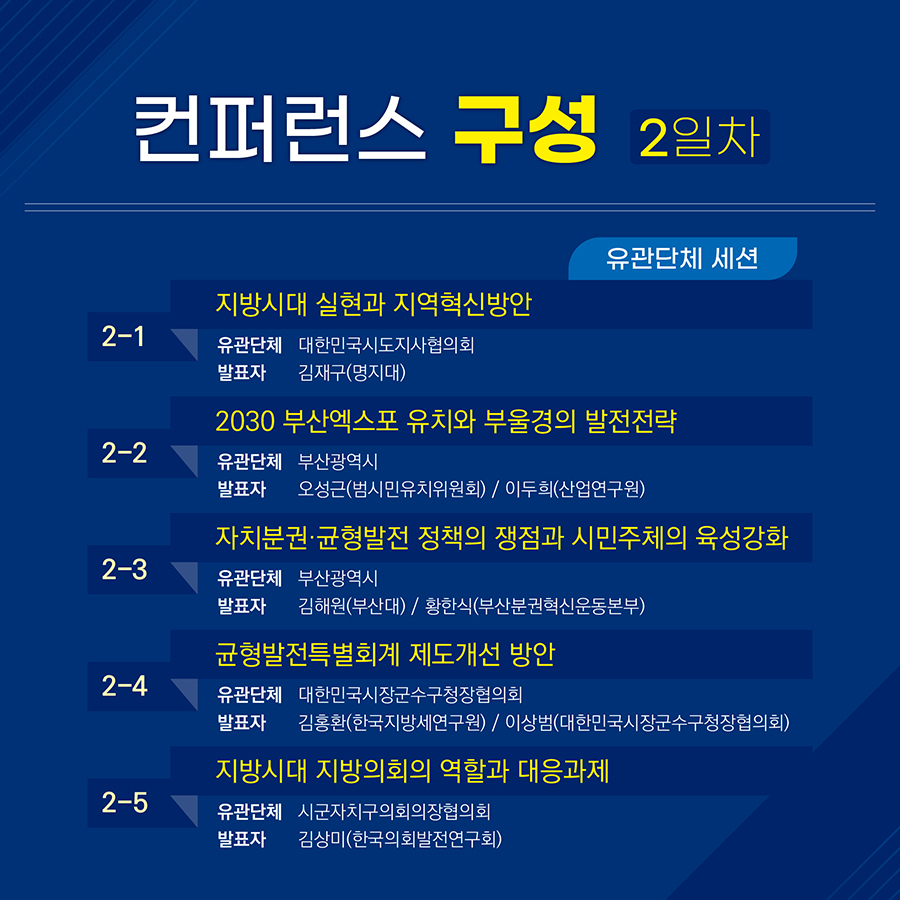 컨퍼런스 구성 2일차
유관단체 세션
2-1
지방시대 실현과 지역혁신방안
유관단체 대한민국시도지사협의회
발표자 김재구(명지대)
2-2
2030 부산엑스포 유치와 부울경의 발전전략
유관단체 부산광역시
발표자 오성근(범시민유치위원회) / 이두희(산업연구원)
2-3
자치분권·균형발전 정책의 쟁점과 시민주체의 육성강화
유관단체 부산광역시
발표자 김해원(부산대) / 황한식(부산분권혁신운동본부)
2-4
균형발전특별회계 제도개선 방안
유관단체 대한민국시장군수구청장협의회
발표자 김홍환(한국지방세연구원) / 이상범(대한민국시장군수구청장협의회)
2-5
지방시대 지방의회의 역할과 대응과제
유관단체 시군자치구의회의장협의회
발표자 김상미(한국의회발전연구회)